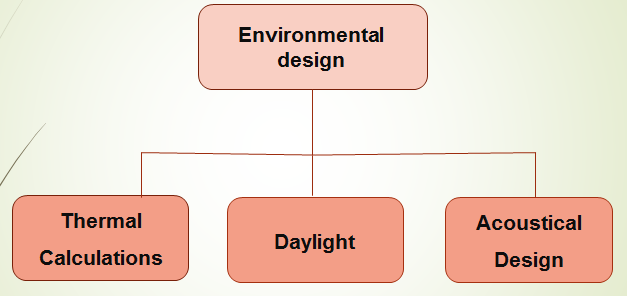 Environmental
design
Thermal
Calculations
Daylight
Acoustical
Design